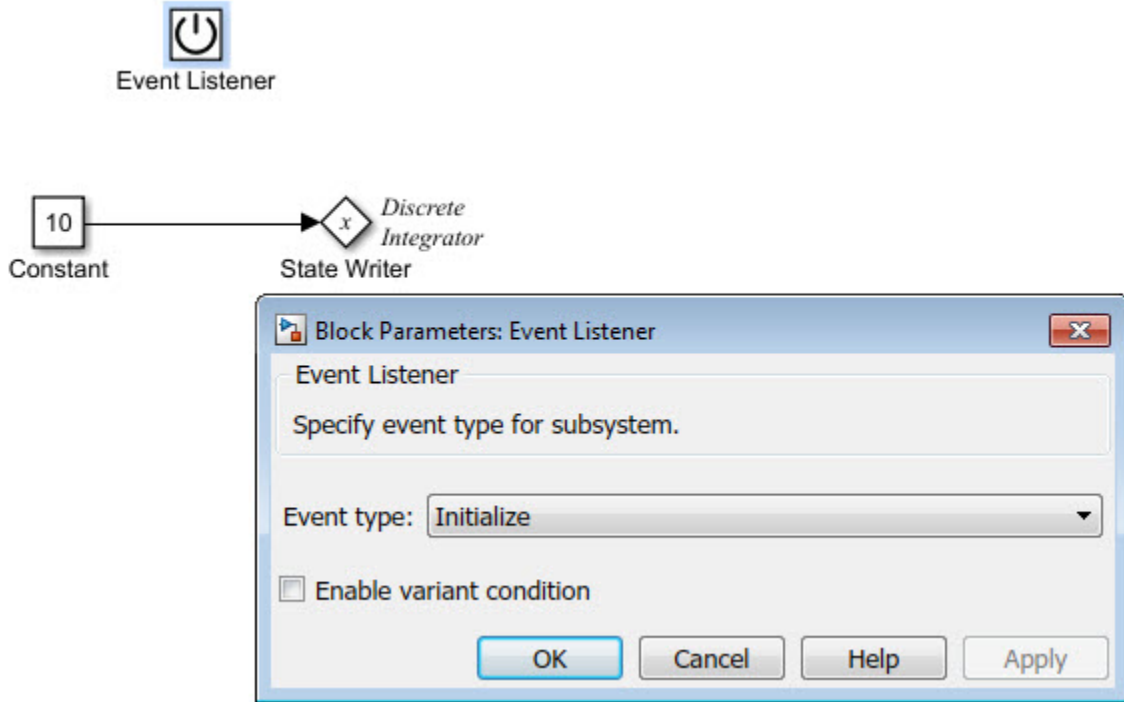 Event Listener
10
Discrete
Integrator
x
Constant
State Writer
Block Parameters: Event Listener
Event Listener
Specify event type for subsystem.
Event type: Initialize
Enable variant condition
OK Cancel Help Apply